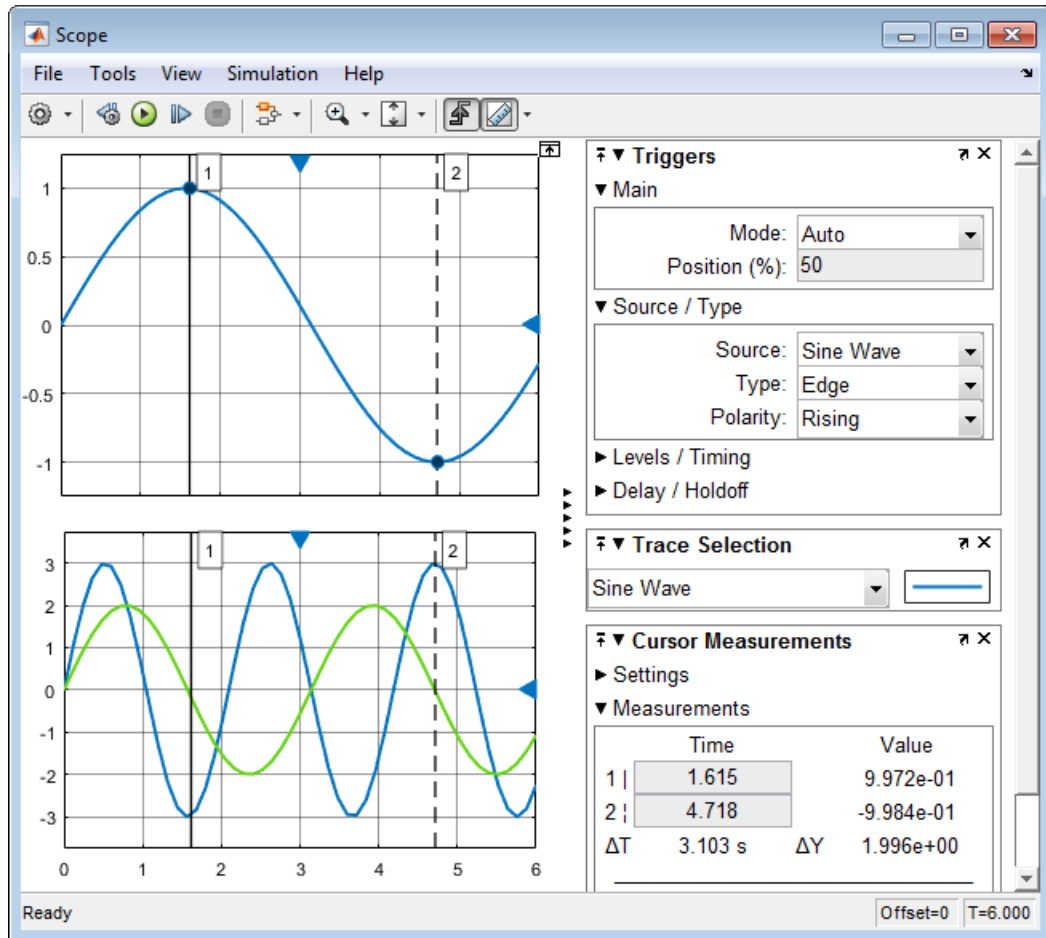 Scope
File Tools View Simulation Help
1
2
1
0.5
0
-0.5
-1
1
2
3
2
1
0
-1
-2
-3
0 1 2 3 4 5 6
Triggers
Main
Mode: Auto
Position (%): 50
Source / Type
Source: Sine Wave
Type: Edge
Polarity: Rising
Levels / Timing
Delay / Holdoff
Trace Selection
Sine Wave
Cursor Measurements
Settings
Measurements
Time Value
1 | 1.615 9.972e-01
2 ¦ 4.718 -9.984e-01
ΔT 3.103 s ΔY 1.996e+00
Ready Offset=0 T=6.000